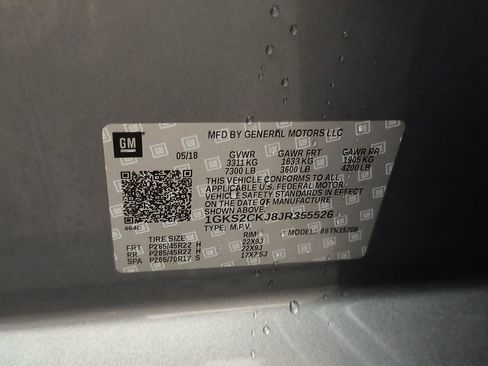 GM
MFD BY GENERAL MOTORS LLC
05/18 GVWR GAWR FRT GAWR RR
3311 KG 1633 KG 1905 KG
7300 LB 3600 LB 4200 LB
THIS VEHICLE CONFORMS TO ALL
APPLICABLE U.S. FEDERAL MOTOR
VEHICLE SAFETY STANDARDS IN EFFECT
ON THE DATE OF MANUFACTURE
1GKS2CKJ8JR355526
464C TYPE: M.P.V. MODEL: 86TK15706
TIRE SIZE RIM
FRT P285/45R22 H 22X9J
RR P285/45R22 H 22X9J
SPA P265/70R17 S 17X7.5J